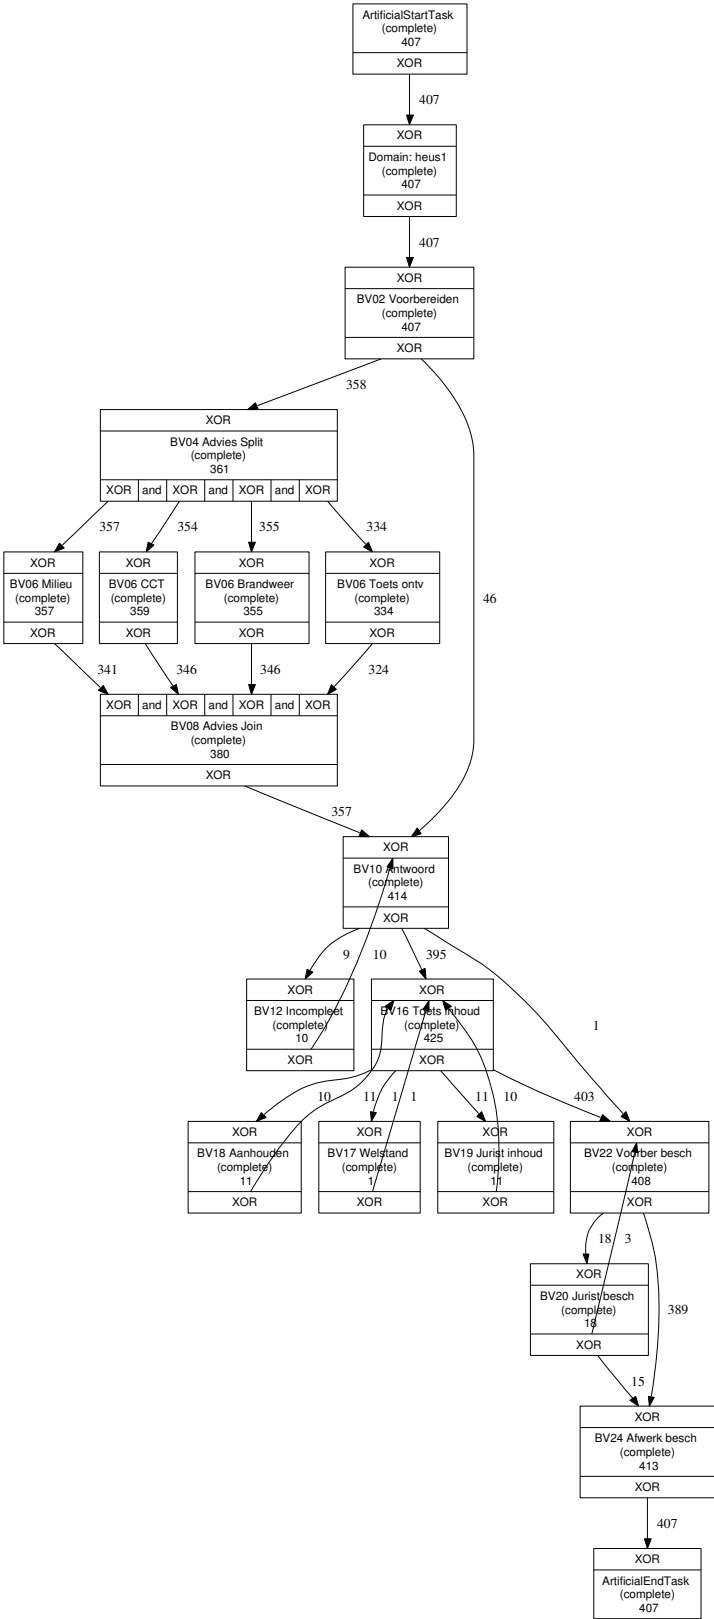 ArtificialStartTask
(complete)
407
XOR
407
XOR
Domain: heus1
(complete)
407
XOR
407
XOR
BV02 Voorbereiden
(complete)
407
XOR
358
XOR
BV04 Advies Split
(complete)
361
XOR and XOR and XOR and XOR
357 354 355 334
XOR XOR XOR XOR
BV06 Milieu BV06 CCT BV06 Brandweer BV06 Toets ontv
(complete) (complete) (complete) (complete)
357 359 355 334
46
XOR XOR XOR XOR
341 346 346 324
XOR and XOR and XOR and XOR
BV08 Advies Join
(complete)
380
XOR
357
XOR
BV10 Antwoord
(complete)
414
XOR
9 10 395
XOR XOR
BV12 Incompleet BV16 Toets inhoud
(complete) (complete)
10 425
1
XOR XOR
10 11 1 1 11 10 403
XOR XOR XOR XOR
BV18 Aanhouden BV17 Welstand BV19 Jurist inhoud BV22 Voorber besch
(complete) (complete) (complete) (complete)
11 1 11 408
XOR XOR XOR XOR
18 3
XOR
BV20 Jurist besch
(complete)
18
389
XOR
15
XOR
BV24 Afwerk besch
(complete)
413
XOR
407
XOR
ArtificialEndTask
(complete)
407